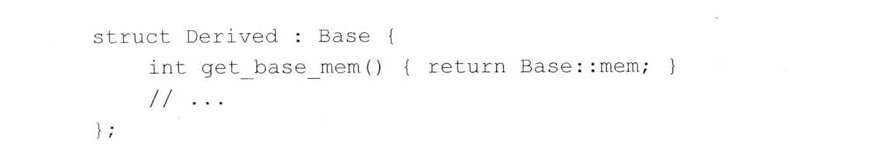 struct Derived : Base {
    int get_base_mem() { return Base::mem; }
    // ...
};